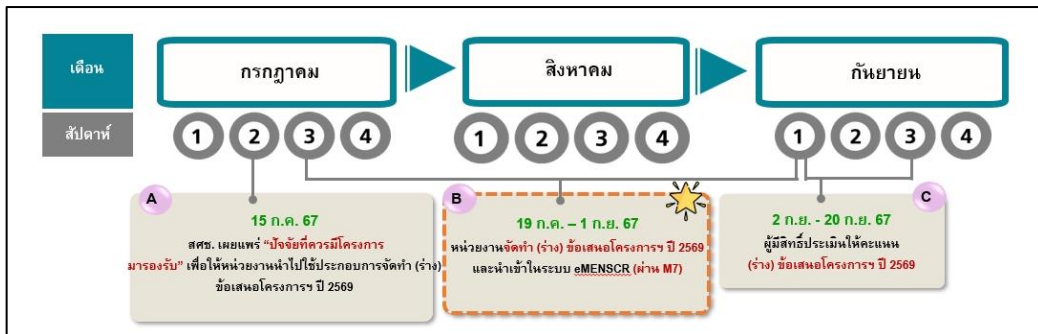 เดือน
กรกฎาคม
สิงหาคม
กันยายน
สัปดาห์
1 2 3 4
1 2 3 4
1 2 3 4
A
15 ก.ค. 67
สศช. เผยแพร่ “ปัจจัยที่ควรมีโครงการ
มารองรับ” เพื่อให้หน่วยงานนำไปใช้ประกอบการจัดทำ (ร่าง)
ข้อเสนอโครงการฯ ปี 2569
B
19 ก.ค. – 1 ก.ย. 67
หน่วยงานจัดทำ (ร่าง) ข้อเสนอโครงการฯ ปี 2569
และนำเข้าในระบบ eMENSCR (ผ่าน M7)
C
2 ก.ย. - 20 ก.ย. 67
ผู้มีสิทธิ์ประเมินให้คะแนน
(ร่าง) ข้อเสนอโครงการฯ ปี 2569